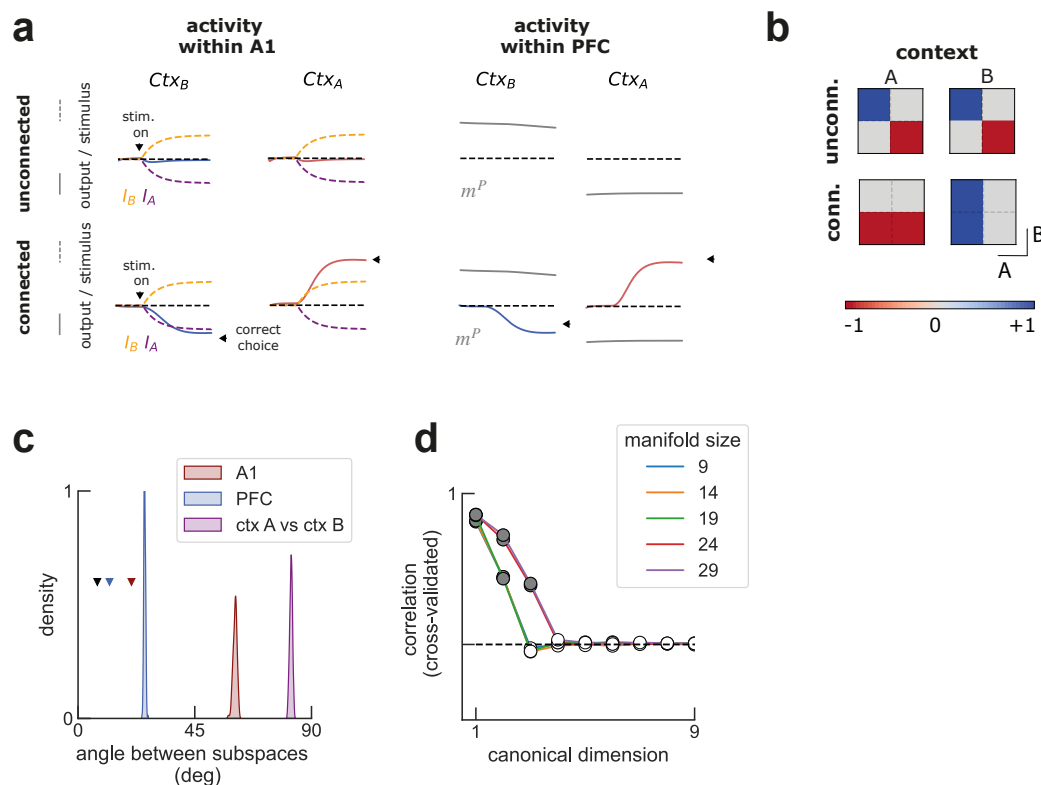 a
activity
within A1
activity
within PFC
Ctx_B
Ctx_A
Ctx_B
Ctx_A
unconnected
output / stimulus
stim.
on
I_B I_A
m^P
connected
output / stimulus
stim.
on
I_B I_A
correct
choice
m^P
b
context
A
B
unconn.
conn.
B
A
-1
0
+1
c
A1
PFC
ctx A vs ctx B
1
density
0
0
45
90
angle between subspaces
(deg)
d
manifold size
9
14
19
24
29
1
correlation
(cross-validated)
1
9
canonical dimension